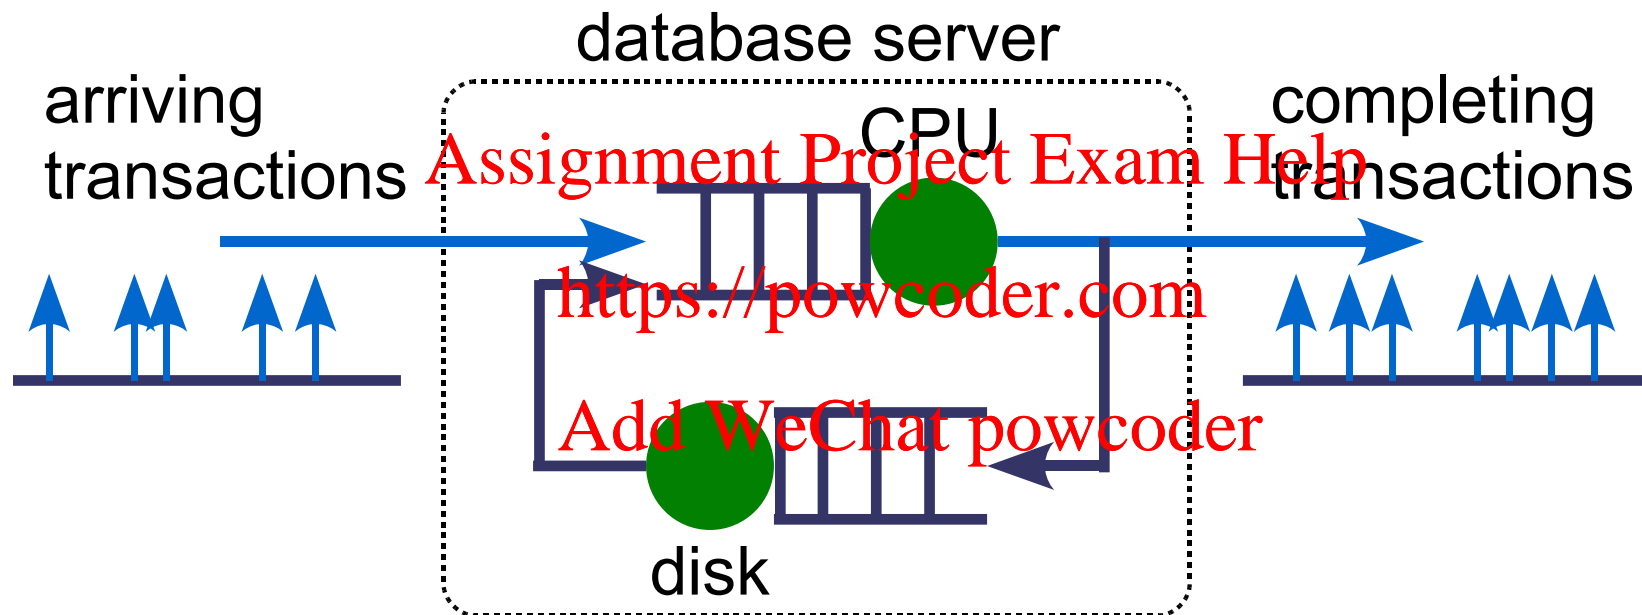 database server
arriving
transactions
CPU
completing
transactions
Assignment Project Exam Help
https://powcoder.com
Add WeChat powcoder
disk